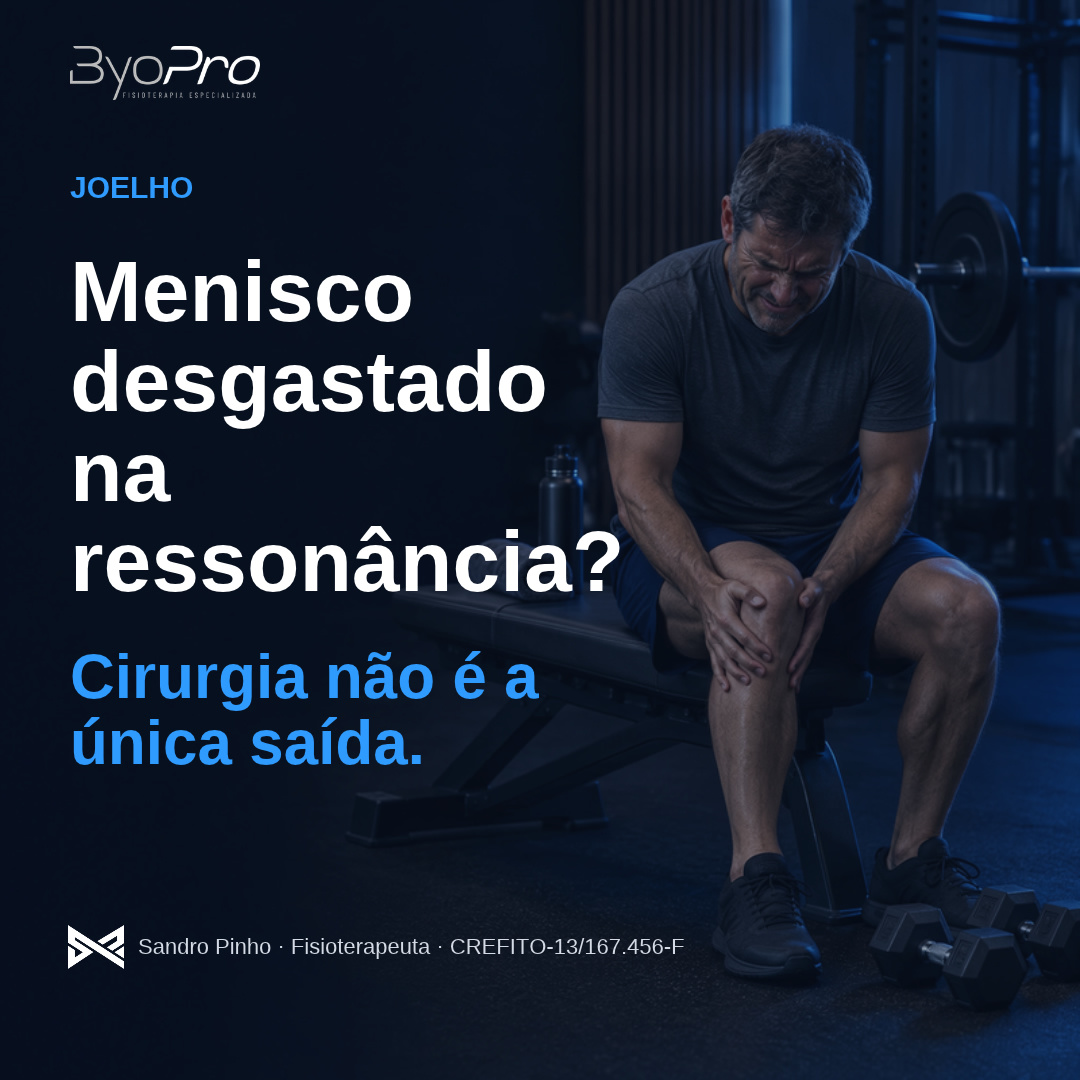 ByoPro
FISIOTERAPIA ESPECIALIZADA
JOELHO
Menisco
desgastado
na
ressonância?
Cirurgia não é a
única saída.
Sandro Pinho · Fisioterapeuta · CREFITO-13/167.456-F